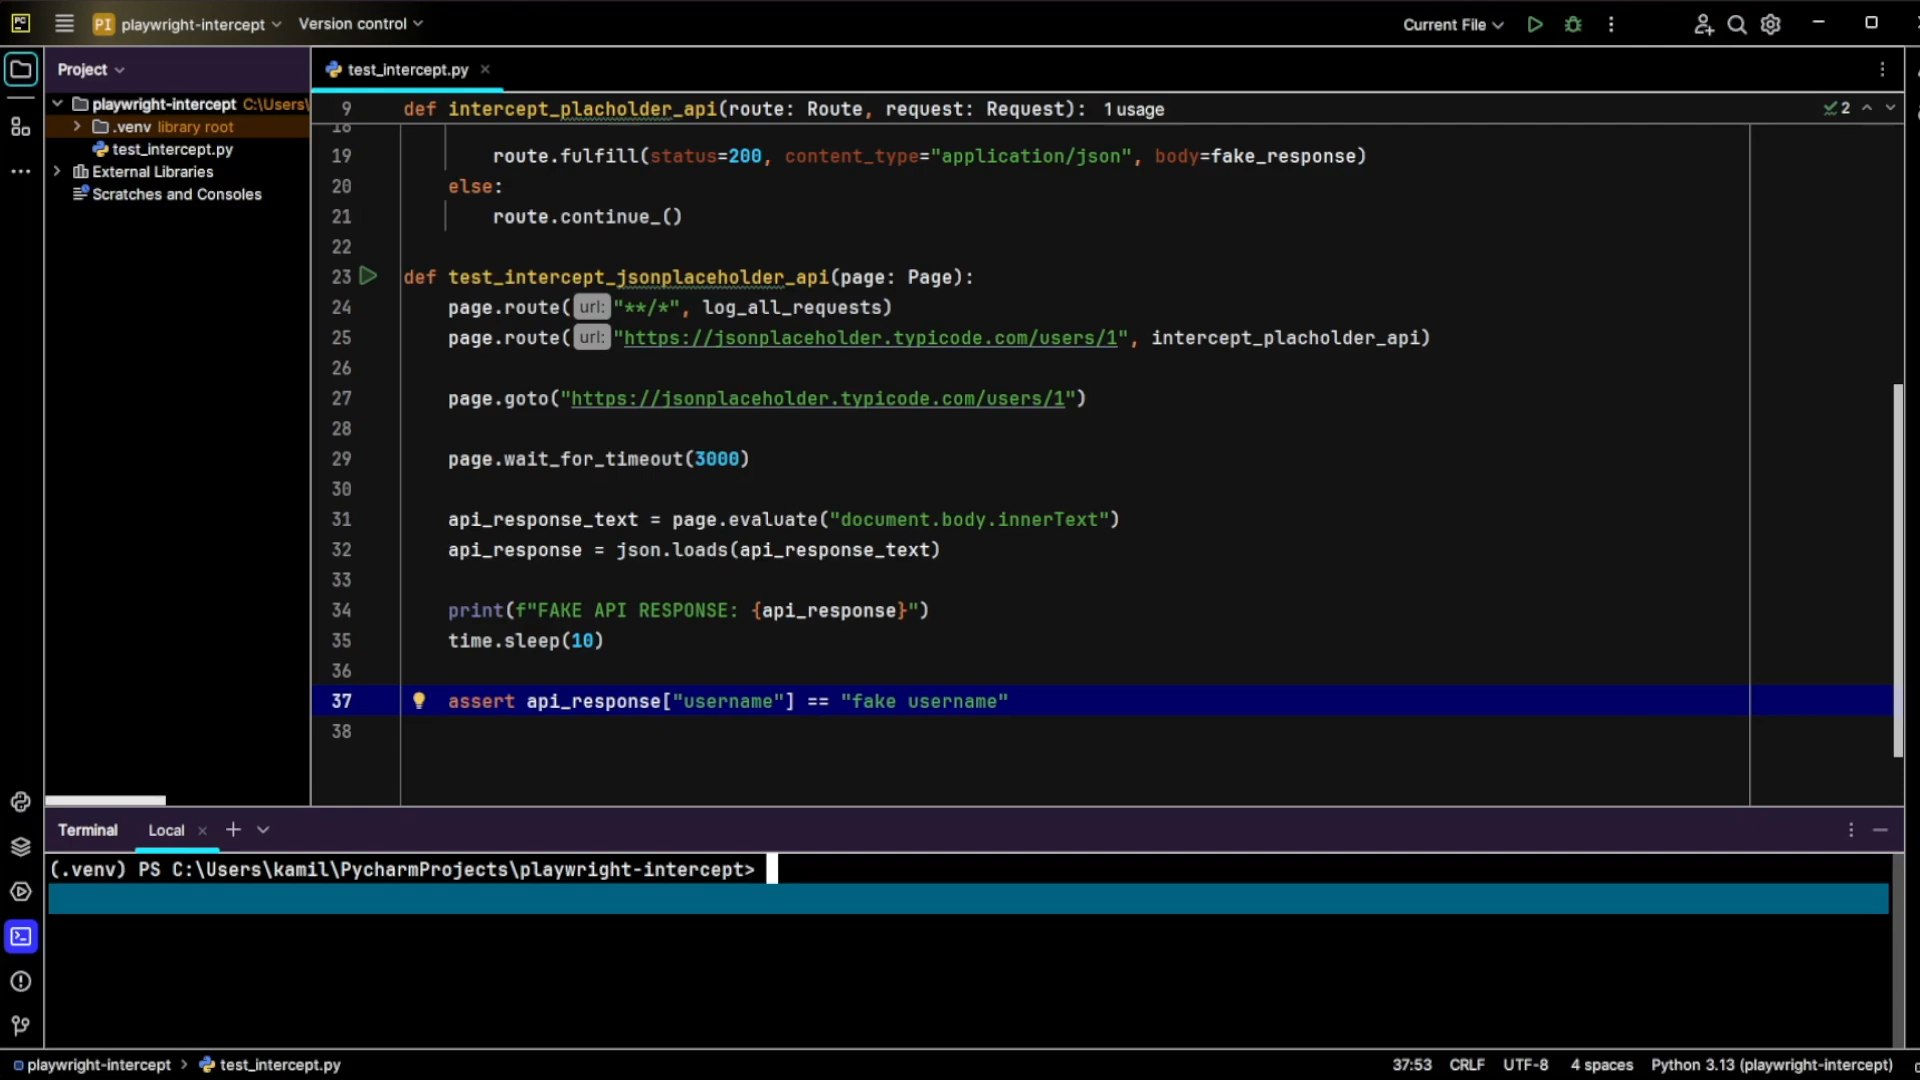 PC PI playwright-intercept Version control Current File
Project test_intercept.py
playwright-intercept C:\Users\
.venv library root
test_intercept.py
External Libraries
Scratches and Consoles
9 def intercept_placholder_api(route: Route, request: Request): 1 usage 2
18
19 route.fulfill(status=200, content_type="application/json", body=fake_response)
20 else:
21 route.continue_()
22
23 def test_intercept_jsonplaceholder_api(page: Page):
24 page.route( url: "**/*", log_all_requests)
25 page.route( url: "https://jsonplaceholder.typicode.com/users/1", intercept_placholder_api)
26
27 page.goto("https://jsonplaceholder.typicode.com/users/1")
28
29 page.wait_for_timeout(3000)
30
31 api_response_text = page.evaluate("document.body.innerText")
32 api_response = json.loads(api_response_text)
33
34 print(f"FAKE API RESPONSE: {api_response}")
35 time.sleep(10)
36
37 assert api_response["username"] == "fake username"
38
Terminal Local
(.venv) PS C:\Users\kamil\PycharmProjects\playwright-intercept>
playwright-intercept > test_intercept.py 37:53 CRLF UTF-8 4 spaces Python 3.13 (playwright-intercept)